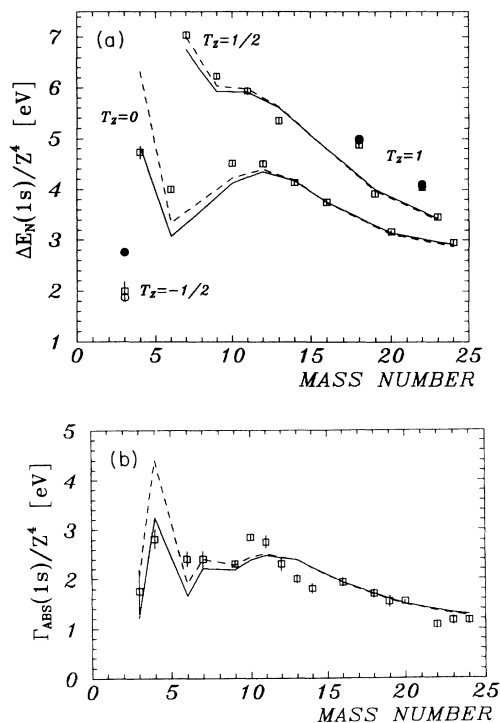 (a)
7
6
5
4
3
2
1
ΔE_N(1s)/Z⁴ [eV]
T_Z=1/2
T_Z=0
T_Z=1
T_Z=-1/2
0 5 10 15 20 25
MASS NUMBER
(b)
5
4
3
2
1
0
Γ_ABS(1s)/Z⁴ [eV]
0 5 10 15 20 25
MASS NUMBER